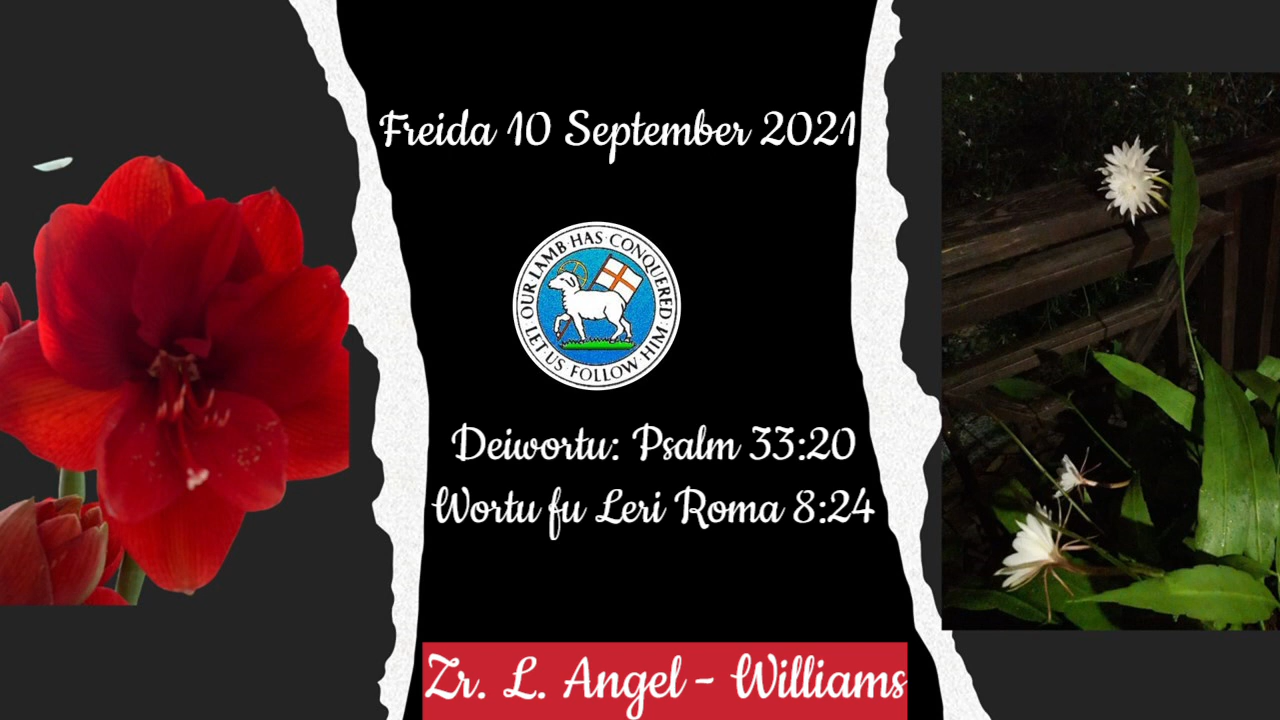 Freida 10 September 2021
OUR LAMB HAS CONQUERED
LET US FOLLOW HIM
Deiwortu: Psalm 33:20
Wortu fu Leri Roma 8:24
Zr. L. Angel - Williams